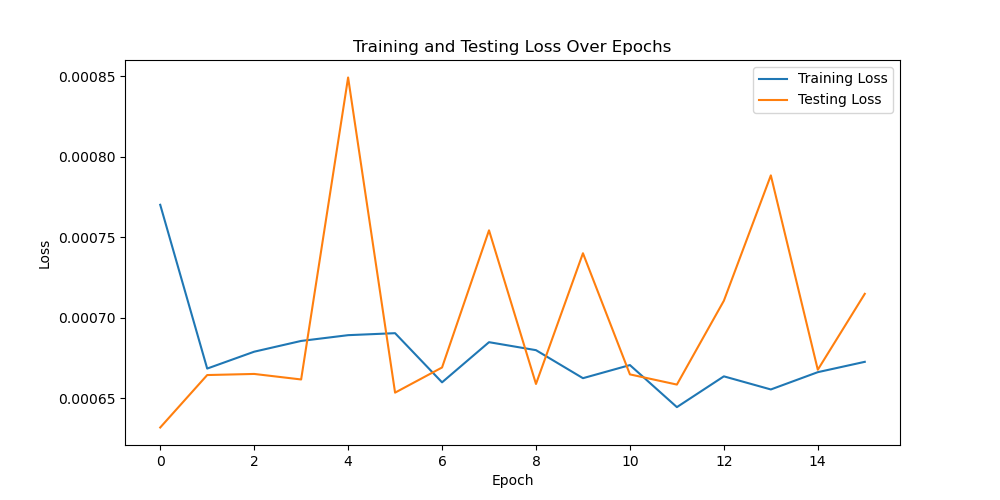 Training and Testing Loss Over Epochs
Training Loss
Testing Loss
0.00085
0.00080
0.00075
0.00070
0.00065
Loss
0 2 4 6 8 10 12 14
Epoch